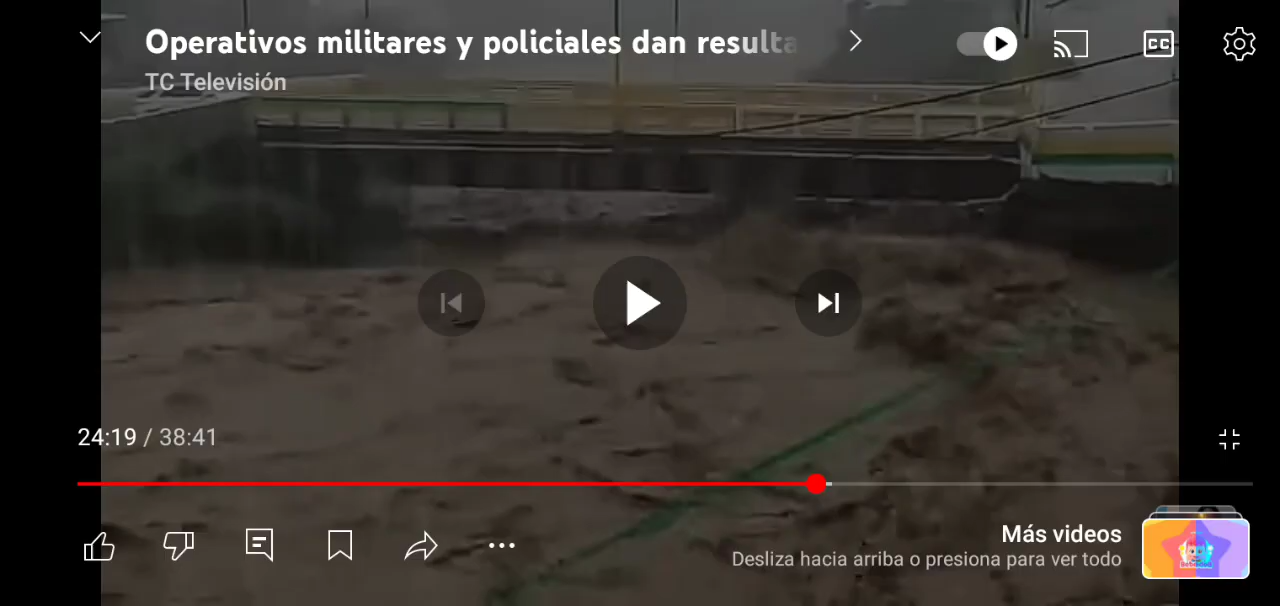 Operativos militares y policiales dan resulta
TC Televisión
CC
24:19 / 38:41
Más videos
Desliza hacia arriba o presiona para ver todo